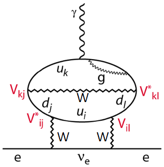 γ
u_k g
V_kj W V*_kl
d_j d_l
V*_ij u_i V_il
W W
e ν_e e